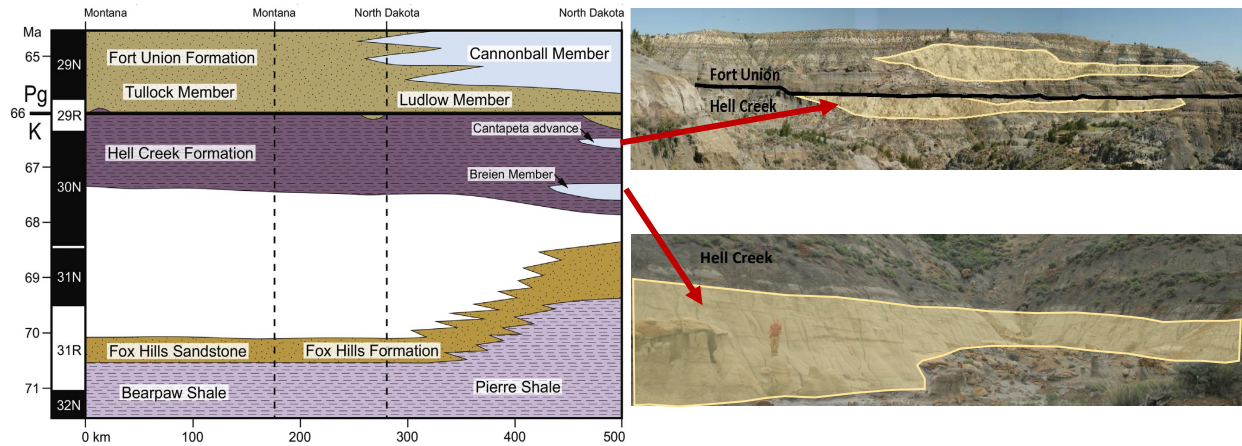 Montana
Montana
North Dakota
North Dakota
Ma
65
Pg
66
K
67
68
69
70
71
29N
29R
30N
31N
31R
32N
Fort Union Formation
Cannonball Member
Tullock Member
Ludlow Member
Cantapeta advance
Hell Creek Formation
Breien Member
Fox Hills Sandstone
Fox Hills Formation
Bearpaw Shale
Pierre Shale
0 km
100
200
300
400
500
Fort Union
Hell Creek
Hell Creek